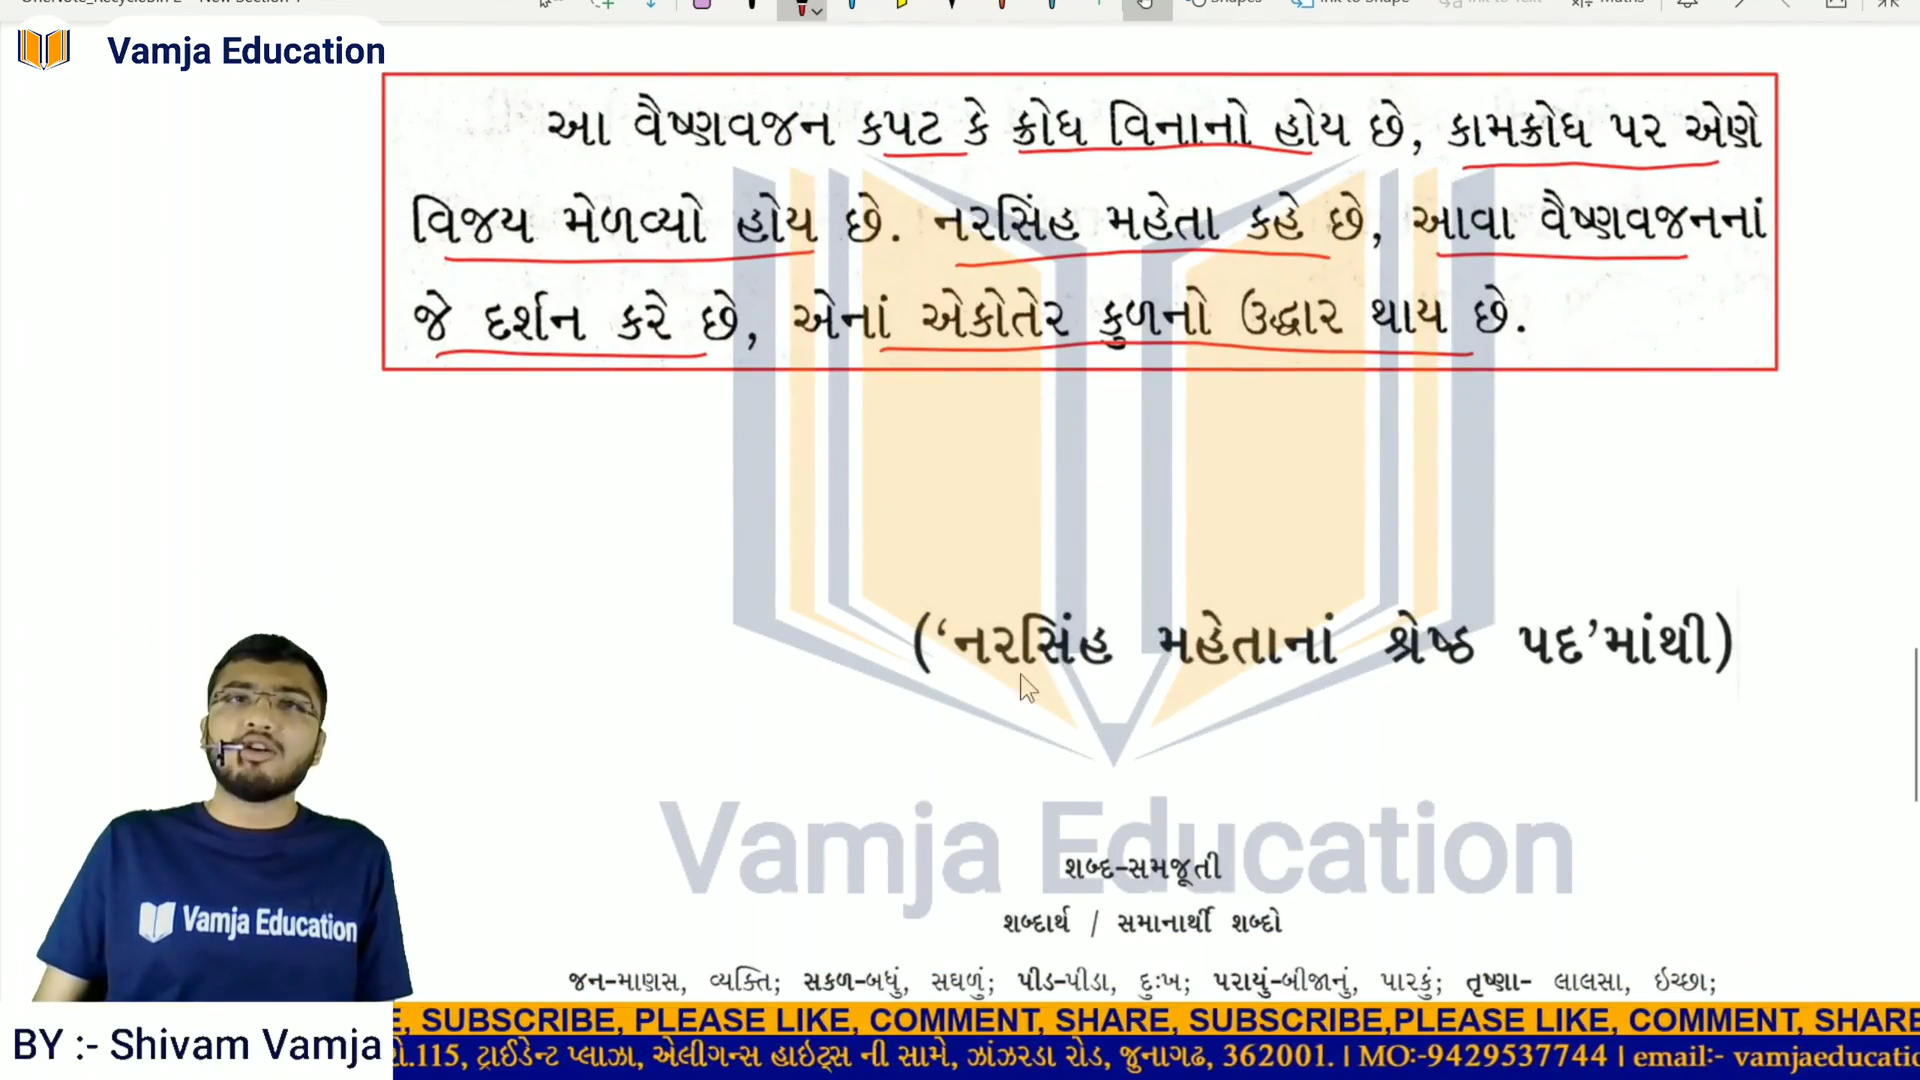 Vamja Education
આ વૈષ્ણવજન કપટ કે ક્રોધ વિનાનો હોય છે, કામક્રોધ પર એણે
વિજય મેળવ્યો હોય છે. નરસિંહ મહેતા કહે છે, આવા વૈષ્ણવજનનાં
જે દર્શન કરે છે, એનાં એકોતેર કુળનો ઉદ્ધાર થાય છે.
(‘નરસિંહ મહેતાનાં શ્રેષ્ઠ પદ’માંથી)
Vamja Education
શબ્દ-સમજૂતી
શબ્દાર્થ / સમાનાર્થી શબ્દો
Vamja Education
જન-માણસ, વ્યક્તિ; સકળ-બધું, સઘળું; પીડ-પીડા, દુઃખ; પરાયું-બીજાનું, પારકું; તૃષ્ણા- લાલસા, ઇચ્છા;
E, SUBSCRIBE, PLEASE LIKE, COMMENT, SHARE, SUBSCRIBE,PLEASE LIKE, COMMENT, SHARE
BY :- Shivam Vamja
.115, ટ્રાઈડેન્ટ પ્લાઝા, એલીગન્સ હાઇટ્સ ની સામે, ઝાંઝરડા રોડ, જુનાગઢ, 362001. | MO:-9429537744 | email:- vamjaeducatio